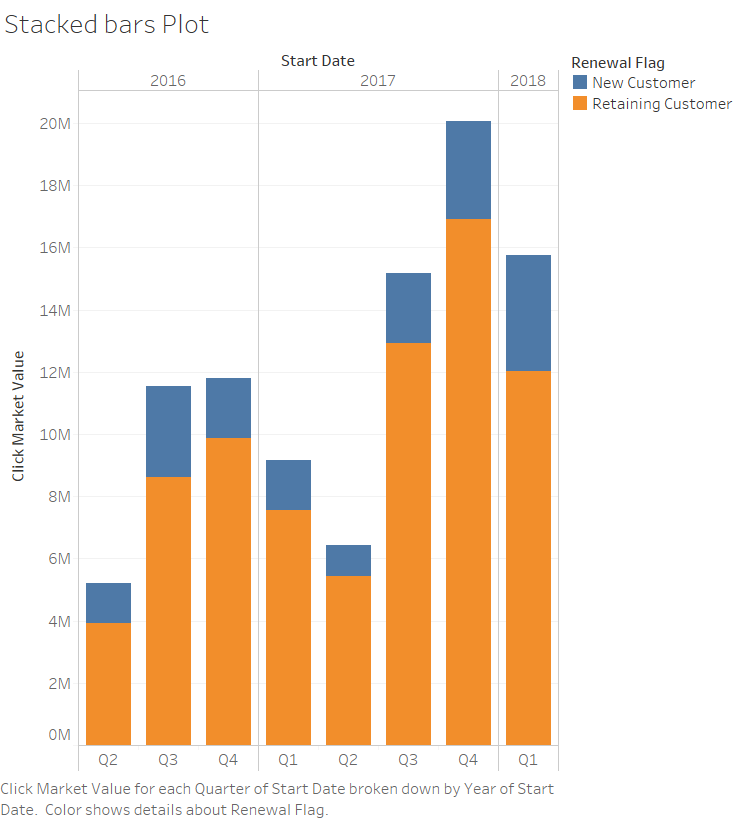 Stacked bars Plot
Start Date
Renewal Flag
2016 2017 2018
New Customer
Retaining Customer
20M
18M
16M
14M
12M
10M
8M
6M
4M
2M
0M
Click Market Value
Q2 Q3 Q4 Q1 Q2 Q3 Q4 Q1
Click Market Value for each Quarter of Start Date broken down by Year of Start
Date. Color shows details about Renewal Flag.